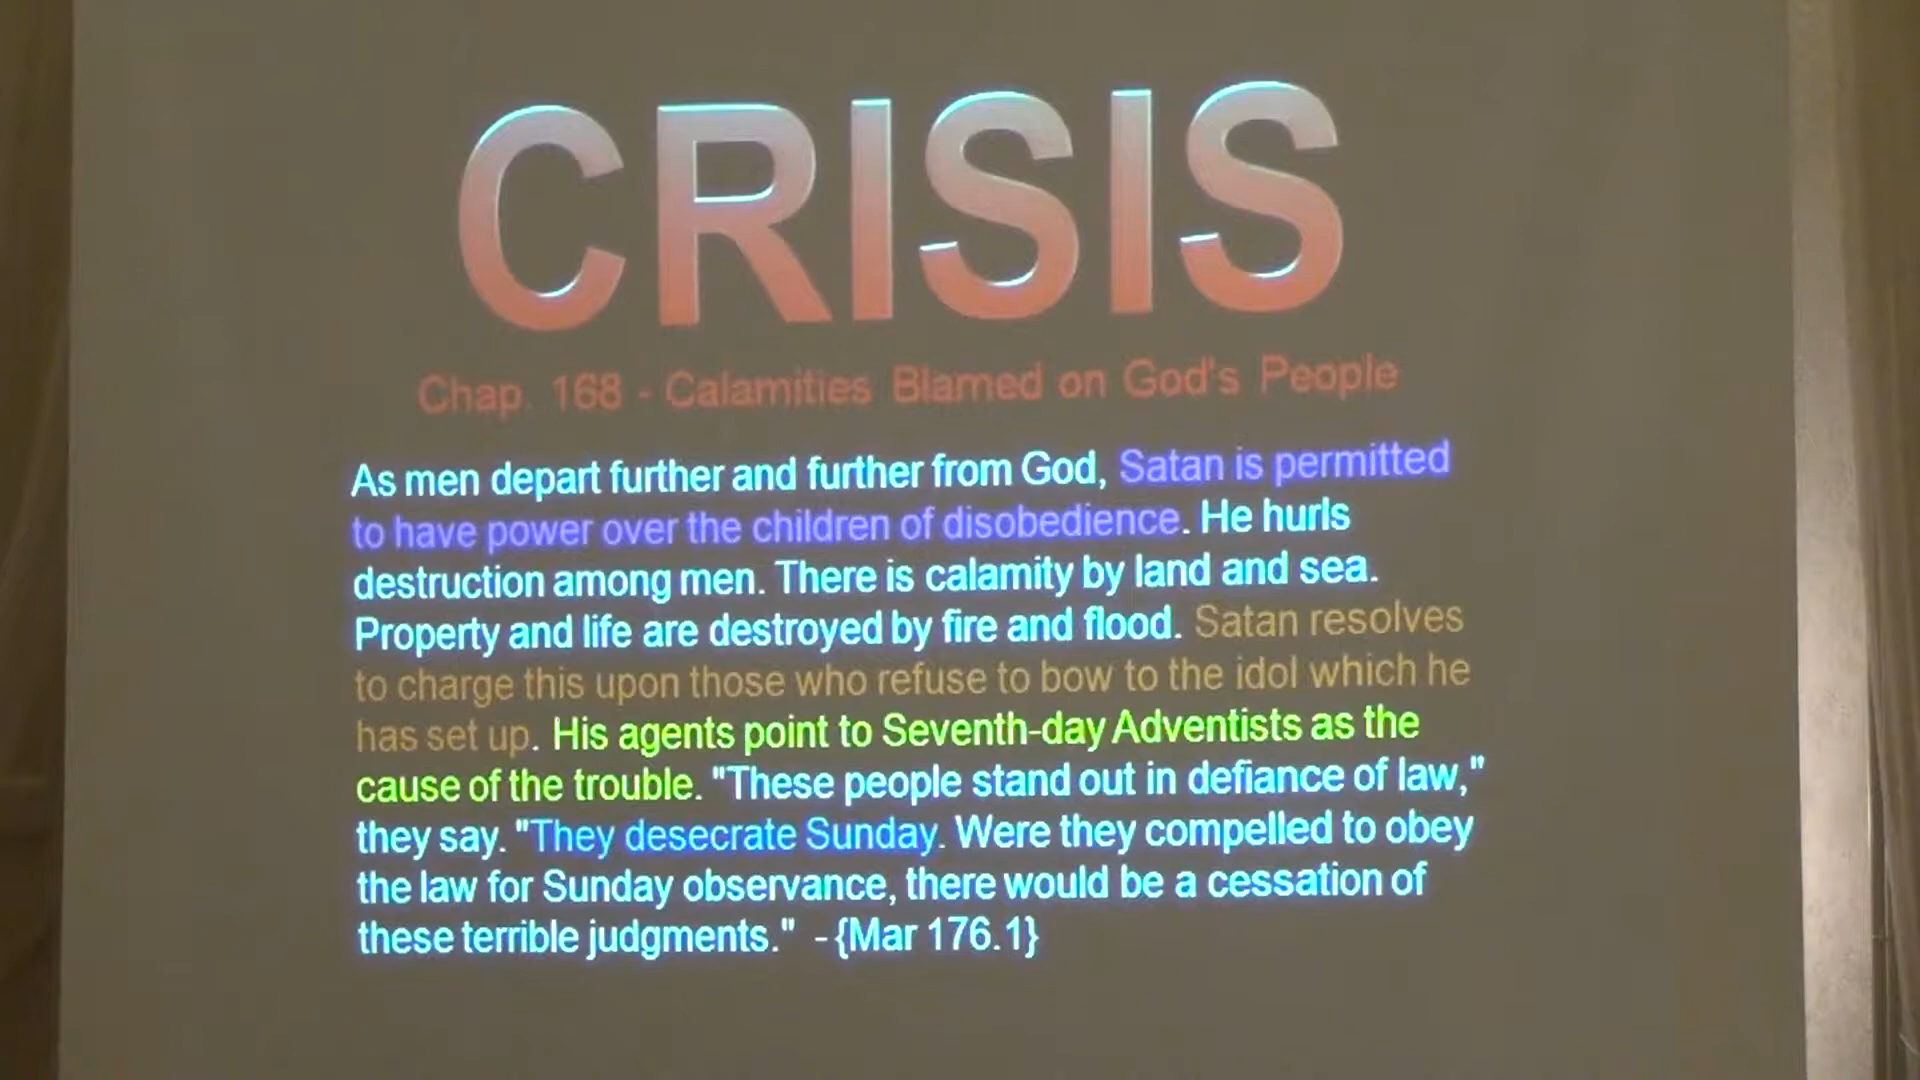 CRISIS
Chap. 168 - Calamities Blamed on God's People
As men depart further and further from God, Satan is permitted
to have power over the children of disobedience. He hurls
destruction among men. There is calamity by land and sea.
Property and life are destroyed by fire and flood. Satan resolves
to charge this upon those who refuse to bow to the idol which he
has set up. His agents point to Seventh-day Adventists as the
cause of the trouble. "These people stand out in defiance of law,"
they say. "They desecrate Sunday. Were they compelled to obey
the law for Sunday observance, there would be a cessation of
these terrible judgments." - {Mar 176.1}